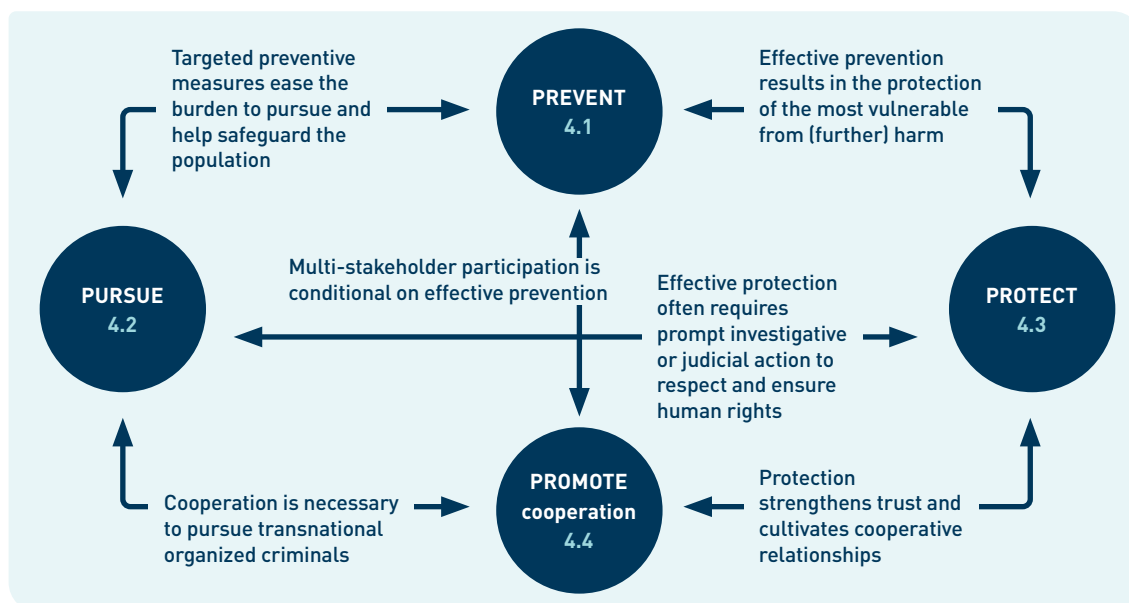 Targeted preventive
measures ease the
burden to pursue and
help safeguard the
population
PREVENT
4.1
Effective prevention
results in the protection
of the most vulnerable
from (further) harm
PURSUE
4.2
Multi-stakeholder participation is
conditional on effective prevention
Effective protection
often requires
prompt investigative
or judicial action to
respect and ensure
human rights
PROTECT
4.3
Cooperation is necessary
to pursue transnational
organized criminals
PROMOTE
cooperation
4.4
Protection
strengthens trust and
cultivates cooperative
relationships